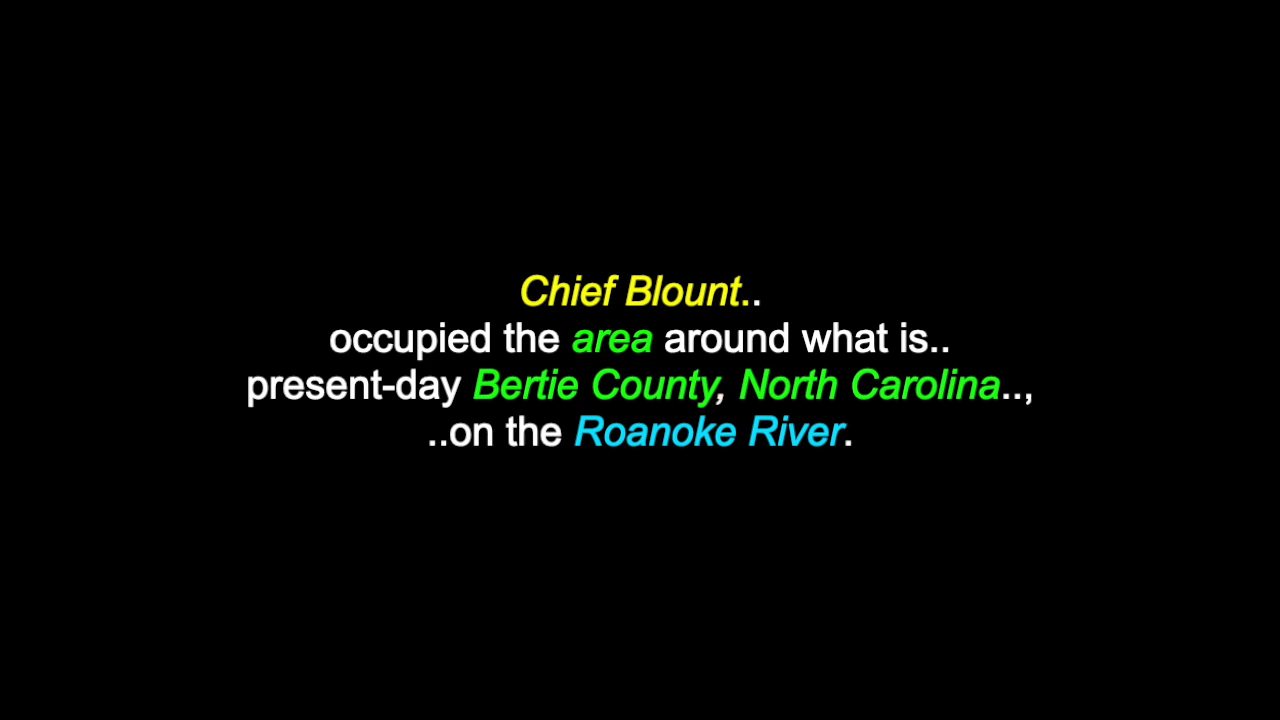 Chief Blount..
occupied the area around what is..
present-day Bertie County, North Carolina..,
..on the Roanoke River.